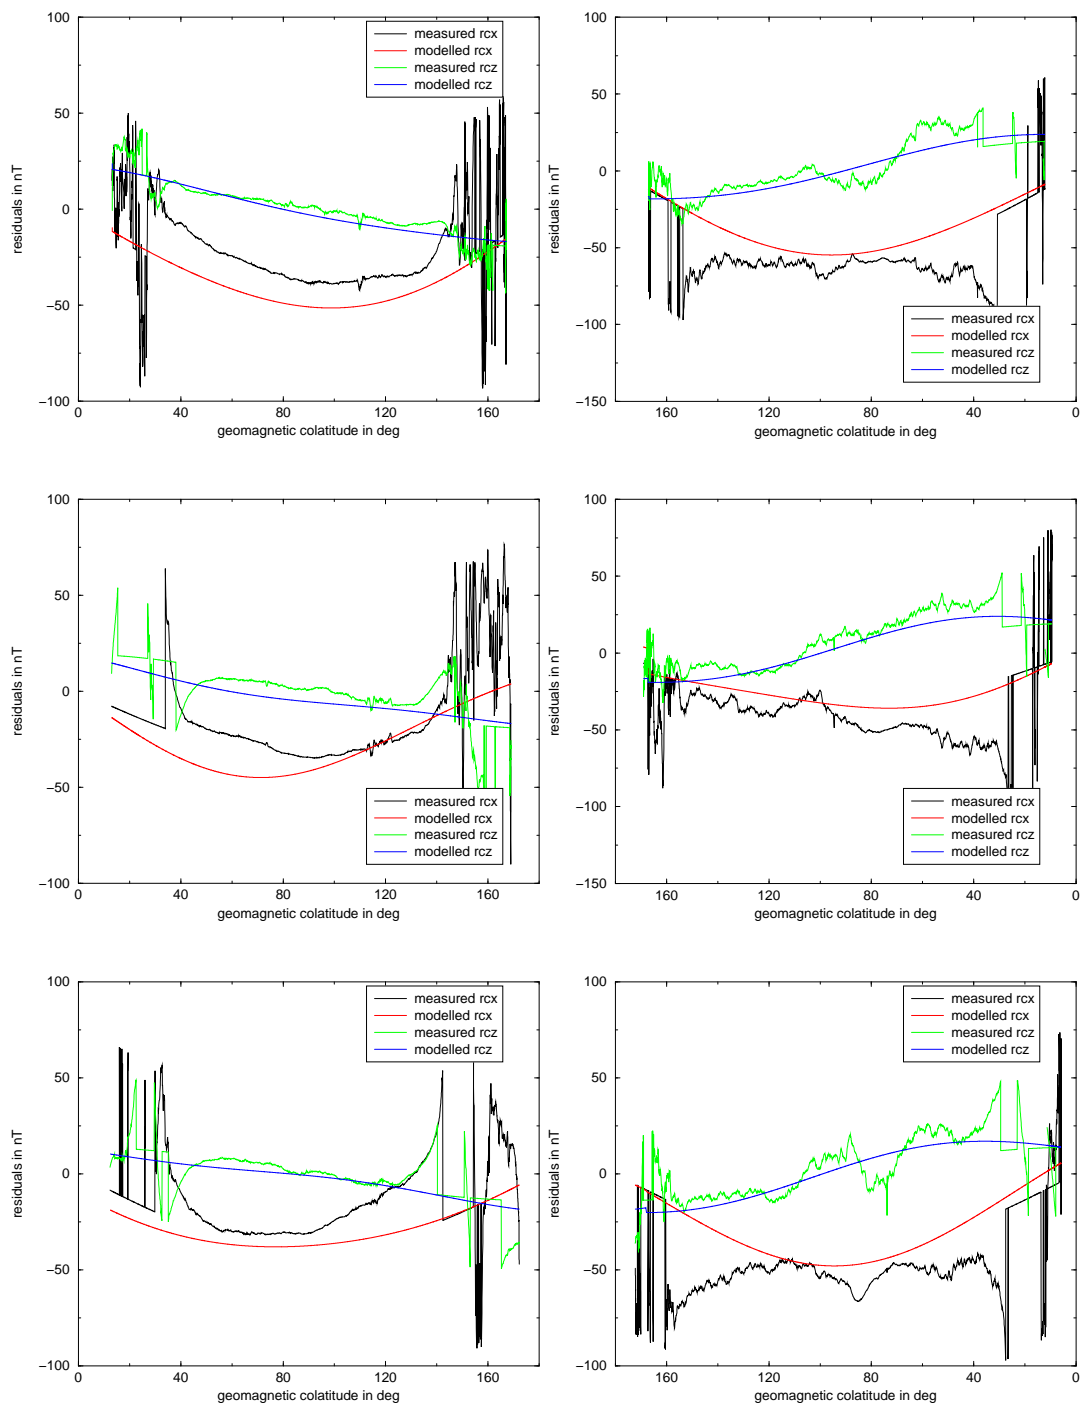 100
50
0
−50
−100
residuals in nT
0
40
80
120
160
geomagnetic colatitude in deg
measured rcx
modelled rcx
measured rcz
modelled rcz
100
50
0
−50
−100
−150
residuals in nT
160
120
80
40
0
geomagnetic colatitude in deg
measured rcx
modelled rcx
measured rcz
modelled rcz
100
50
0
−50
−100
residuals in nT
0
40
80
120
160
geomagnetic colatitude in deg
measured rcx
modelled rcx
measured rcz
modelled rcz
100
50
0
−50
−100
−150
residuals in nT
160
120
80
40
0
geomagnetic colatitude in deg
measured rcx
modelled rcx
measured rcz
modelled rcz
100
50
0
−50
−100
residuals in nT
0
40
80
120
160
geomagnetic colatitude in deg
measured rcx
modelled rcx
measured rcz
modelled rcz
100
50
0
−50
−100
residuals in nT
160
120
80
40
0
geomagnetic colatitude in deg
measured rcx
modelled rcx
measured rcz
modelled rcz